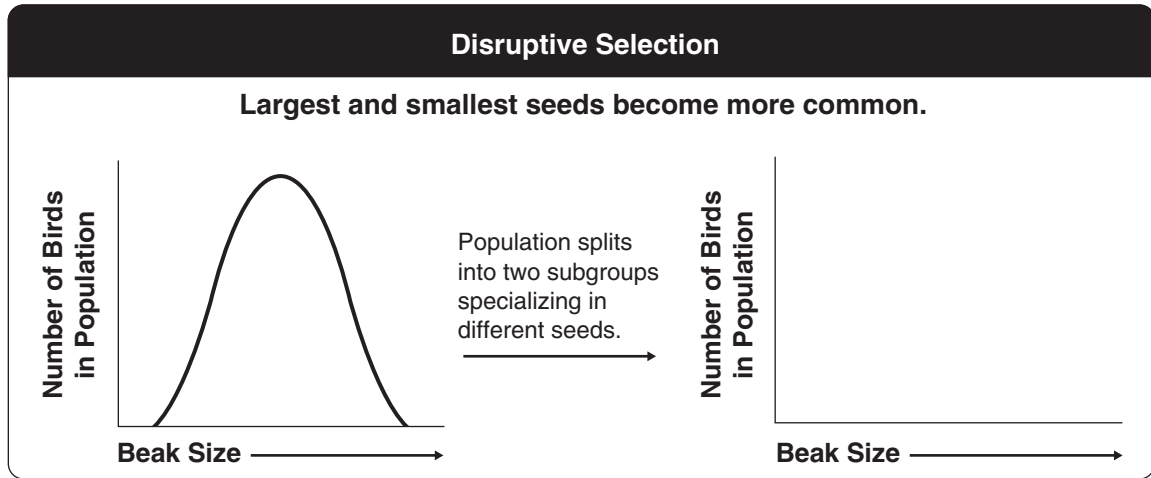 Disruptive Selection
Largest and smallest seeds become more common.
Number of Birds
in Population
Beak Size
Population splits
into two subgroups
specializing in
different seeds.
Number of Birds
in Population
Beak Size